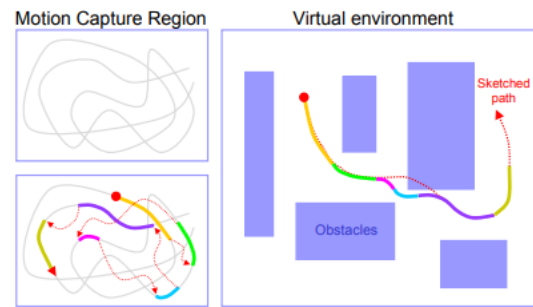 Motion Capture Region
Virtual environment
Sketched
path
Obstacles